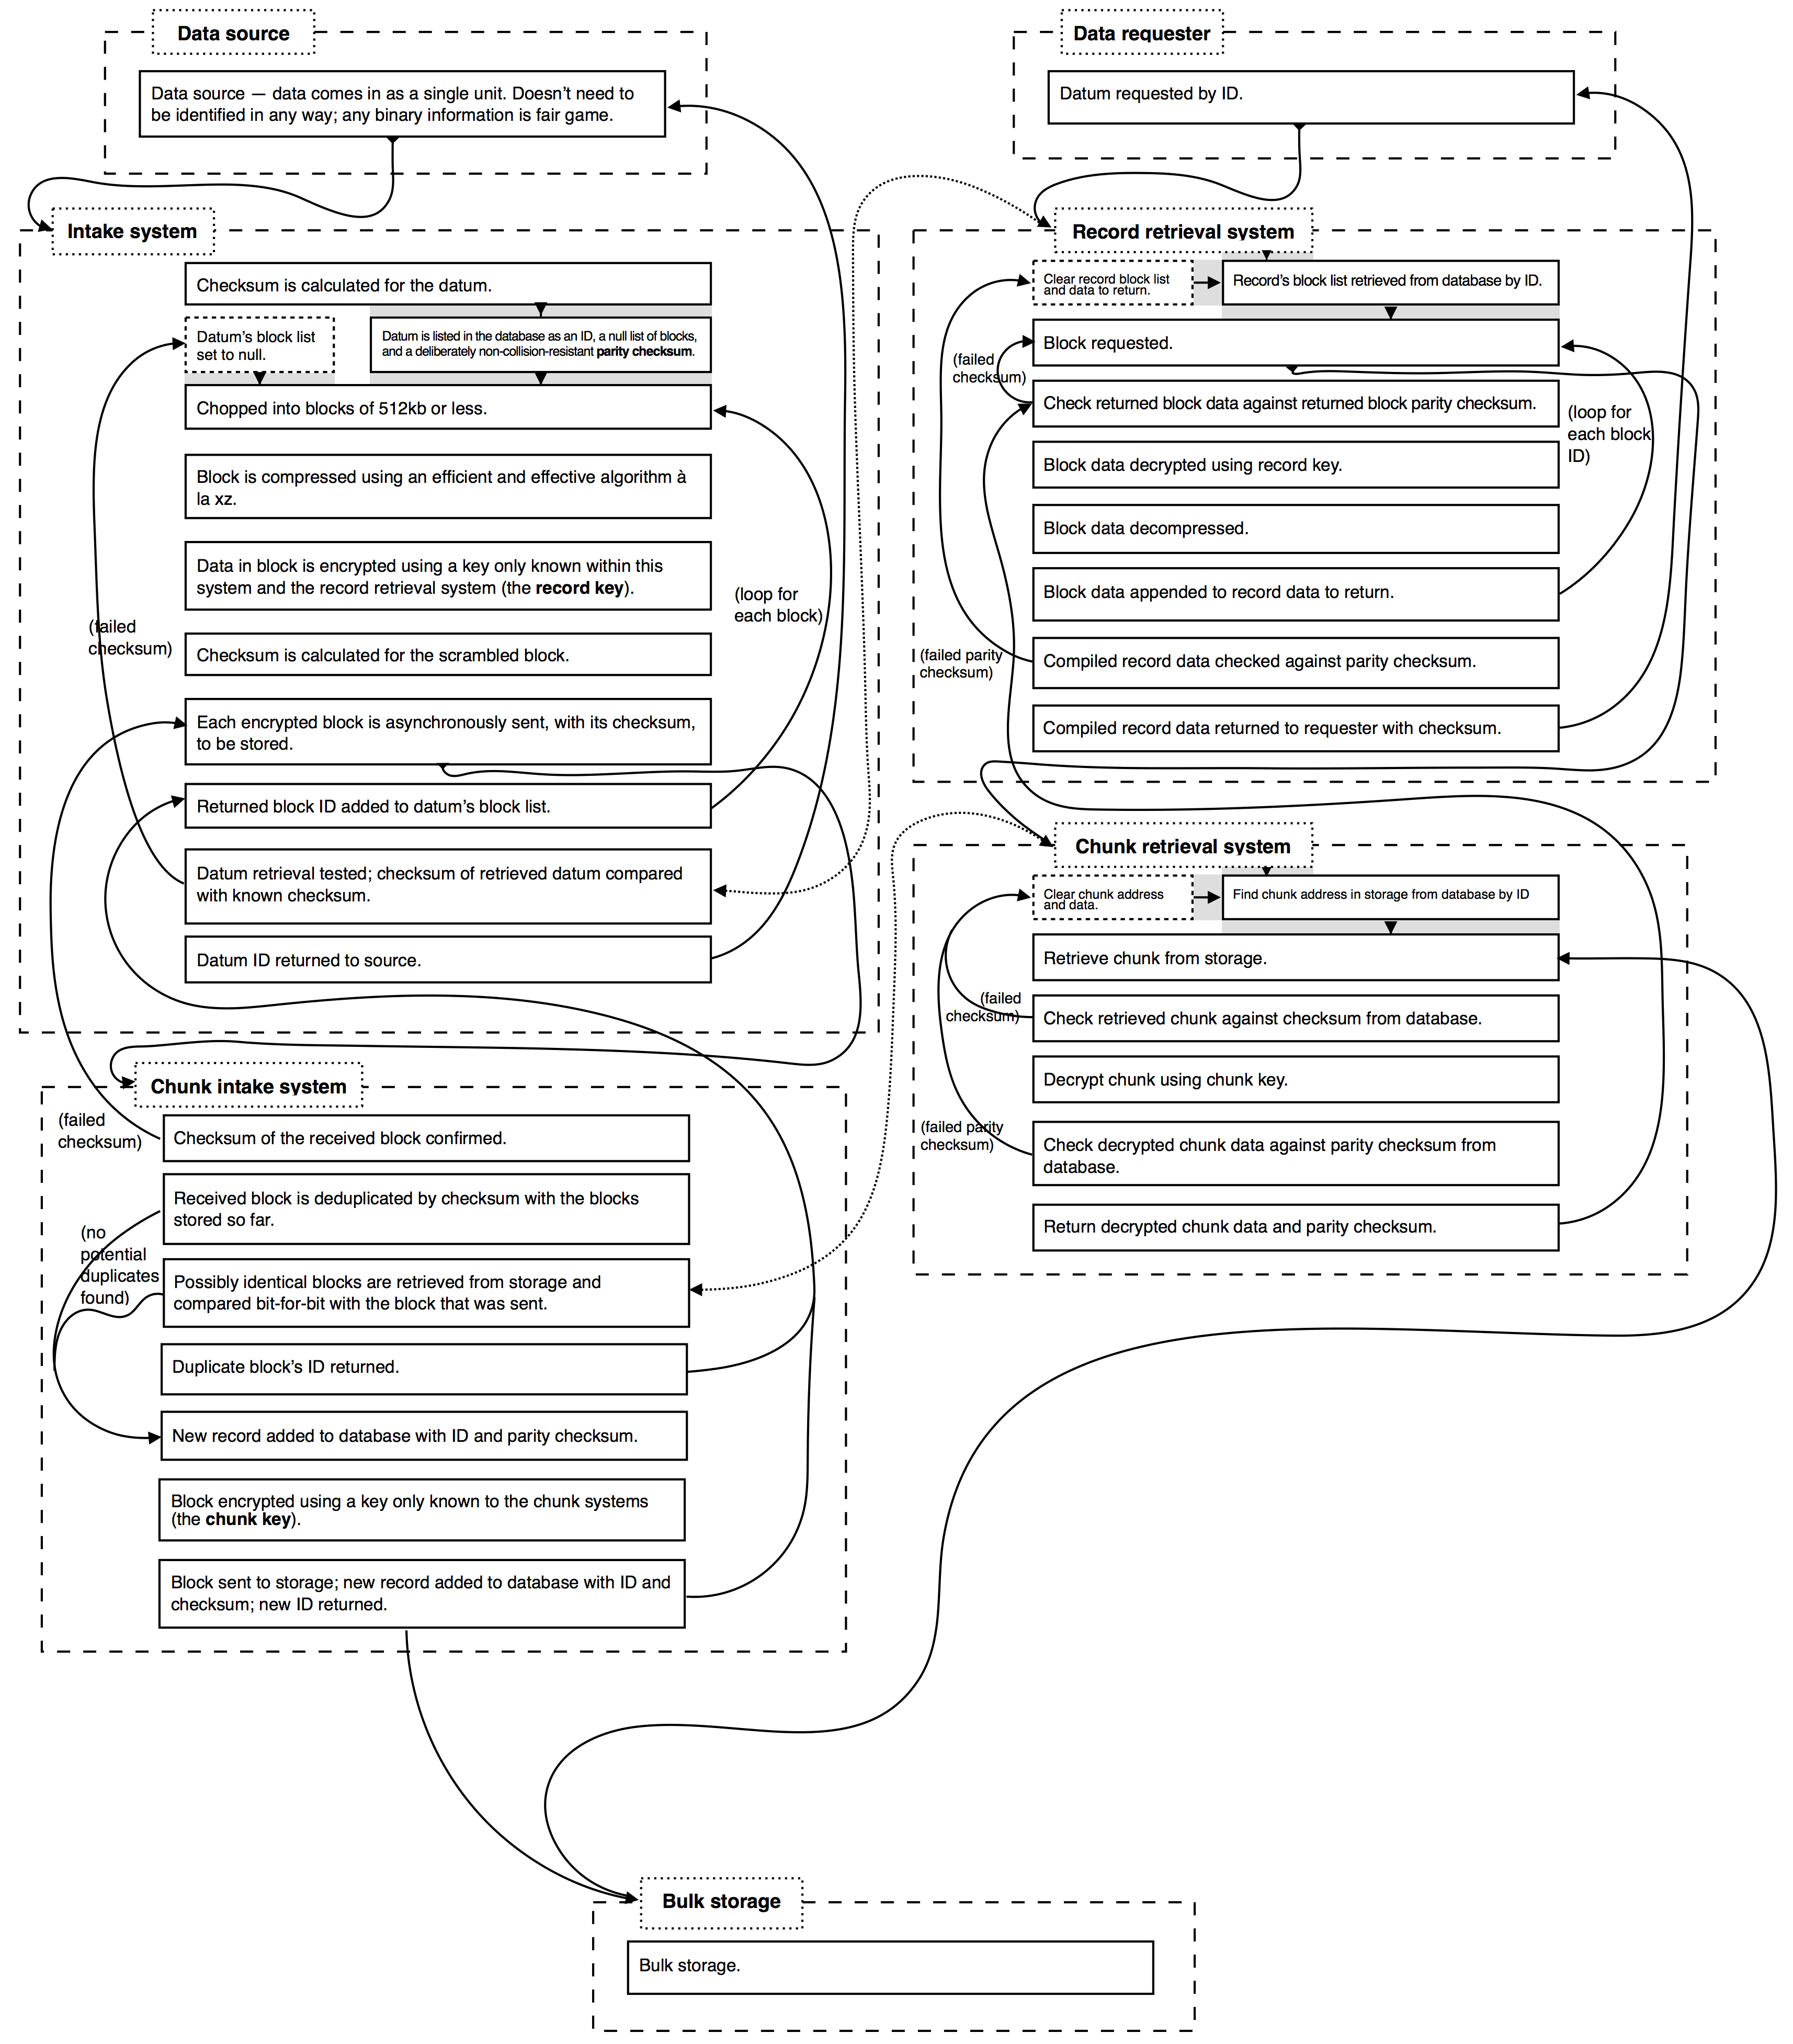 Data source
Data source — data comes in as a single unit. Doesn’t need to
be identified in any way; any binary information is fair game.
Intake system
Checksum is calculated for the datum.
Datum’s block list
set to null.
Datum is listed in the database as an ID, a null list of blocks,
and a deliberately non-collision-resistant parity checksum.
Chopped into blocks of 512kb or less.
Block is compressed using an efficient and effective algorithm à
la xz.
Data in block is encrypted using a key only known within this
system and the record retrieval system (the record key).
(loop for
each block)
(failed
checksum)
Checksum is calculated for the scrambled block.
Each encrypted block is asynchronously sent, with its checksum,
to be stored.
Returned block ID added to datum’s block list.
Datum retrieval tested; checksum of retrieved datum compared
with known checksum.
Datum ID returned to source.
Chunk intake system
(failed
checksum)
Checksum of the received block confirmed.
Received block is deduplicated by checksum with the blocks
stored so far.
(no
potential
duplicates
found)
Possibly identical blocks are retrieved from storage and
compared bit-for-bit with the block that was sent.
Duplicate block’s ID returned.
New record added to database with ID and parity checksum.
Block encrypted using a key only known to the chunk systems
(the chunk key).
Block sent to storage; new record added to database with ID and
checksum; new ID returned.
Data requester
Datum requested by ID.
Record retrieval system
Clear record block list
and data to return.
Record’s block list retrieved from database by ID.
Block requested.
(failed
checksum)
Check returned block data against returned block parity checksum.
(loop for
each block
ID)
Block data decrypted using record key.
Block data decompressed.
Block data appended to record data to return.
(failed parity
checksum)
Compiled record data checked against parity checksum.
Compiled record data returned to requester with checksum.
Chunk retrieval system
Clear chunk address
and data.
Find chunk address in storage from database by ID
Retrieve chunk from storage.
(failed
checksum)
Check retrieved chunk against checksum from database.
Decrypt chunk using chunk key.
(failed parity
checksum)
Check decrypted chunk data against parity checksum from
database.
Return decrypted chunk data and parity checksum.
Bulk storage
Bulk storage.